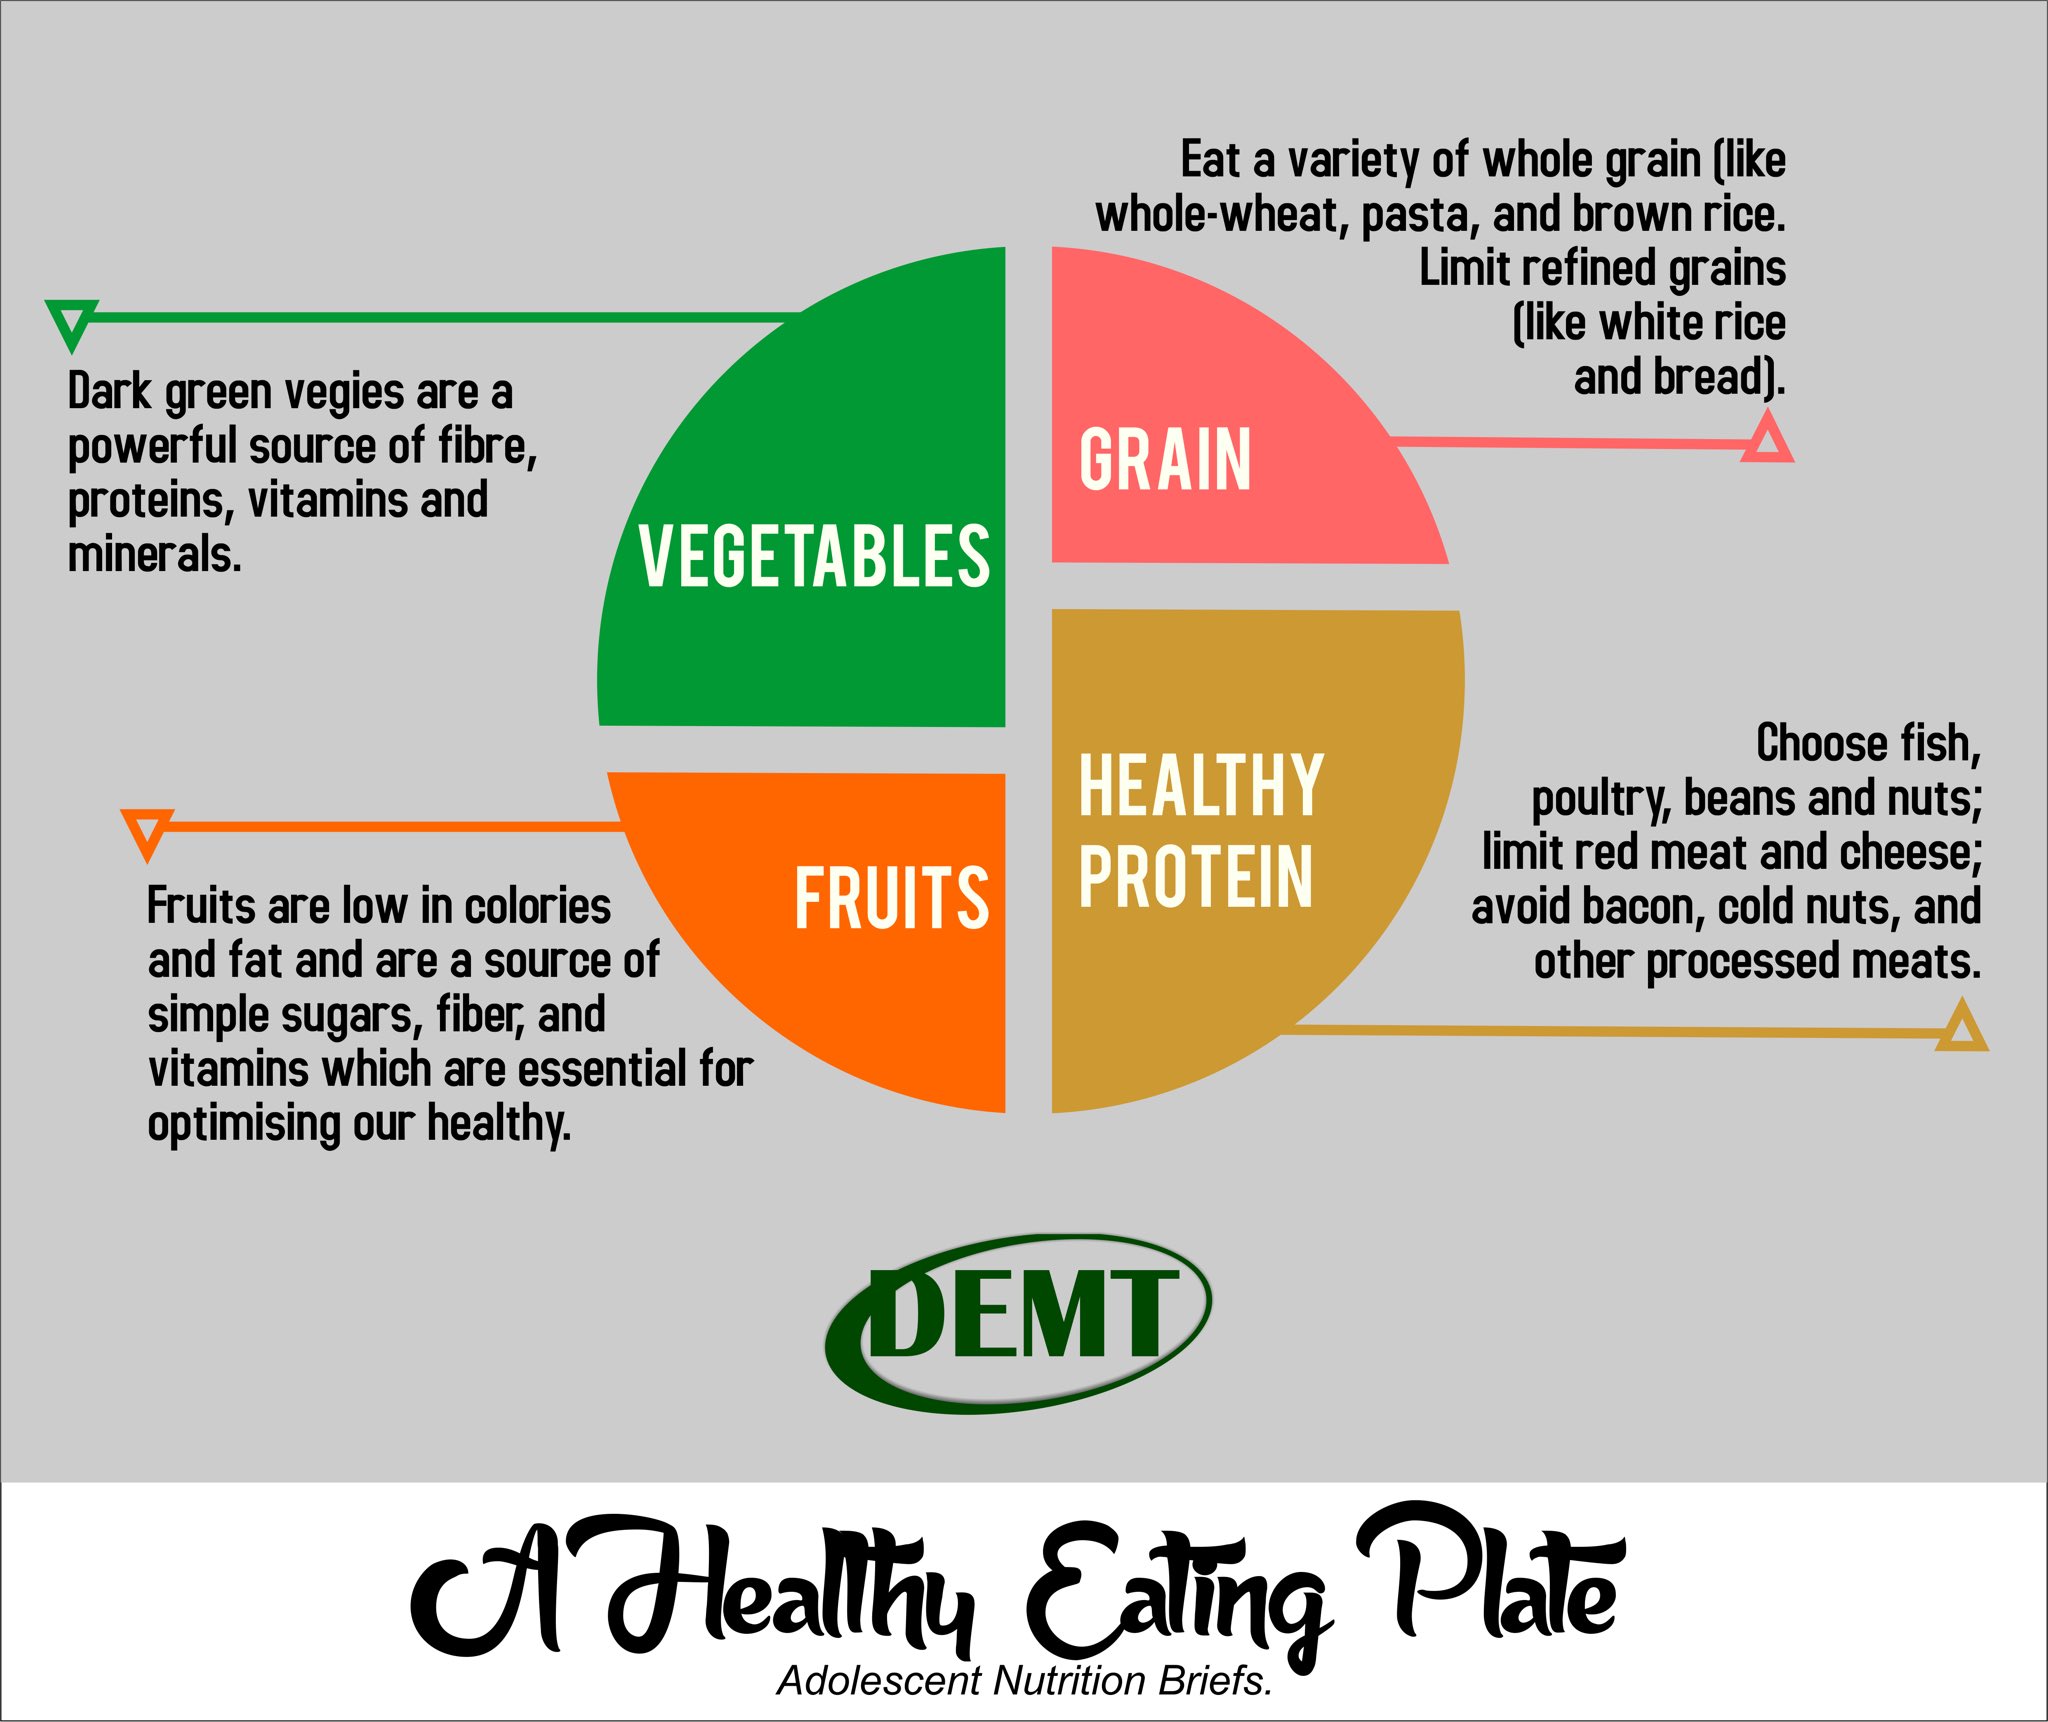 Eat a variety of whole grain (like
whole-wheat, pasta, and brown rice.
Limit refined grains
(like white rice
and bread).
GRAIN
Dark green vegies are a
powerful source of fibre,
proteins, vitamins and
minerals.
VEGETABLES
HEALTHY
PROTEIN
Choose fish,
poultry, beans and nuts;
limit red meat and cheese;
avoid bacon, cold nuts, and
other processed meats.
FRUITS
Fruits are low in colories
and fat and are a source of
simple sugars, fiber, and
vitamins which are essential for
optimising our healthy.
DEMT
A Healthy Eating Plate
Adolescent Nutrition Briefs.